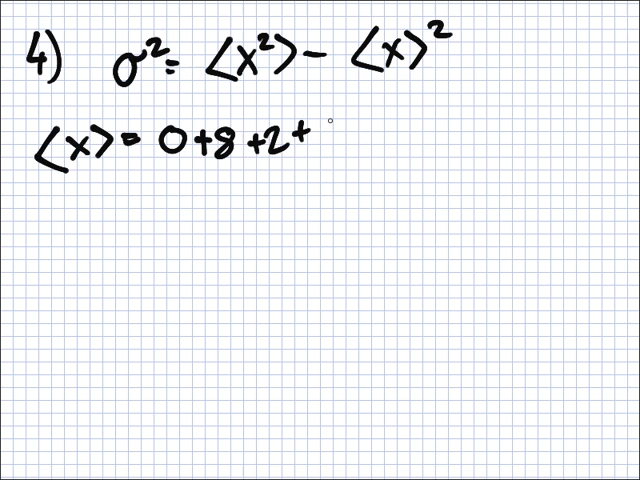 4) σ² = ⟨x²⟩ − ⟨x⟩²
⟨x⟩ = 0+8+2+